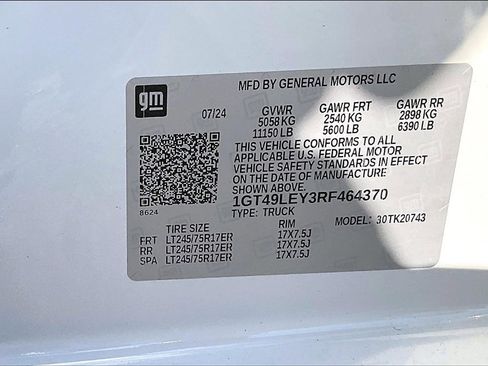 MFD BY GENERAL MOTORS LLC
gm
07/24 GVWR GAWR FRT GAWR RR
5058 KG 2540 KG 2898 KG
11150 LB 5600 LB 6390 LB
THIS VEHICLE CONFORMS TO ALL
APPLICABLE U.S. FEDERAL MOTOR
VEHICLE SAFETY STANDARDS IN EFFECT
ON THE DATE OF MANUFACTURE
SHOWN ABOVE.
1GT49LEY3RF464370
8624
TYPE: TRUCK MODEL: 30TK20743
TIRE SIZE RIM
FRT LT245/75R17ER 17X7.5J
RR LT245/75R17ER 17X7.5J
SPA LT245/75R17ER 17X7.5J